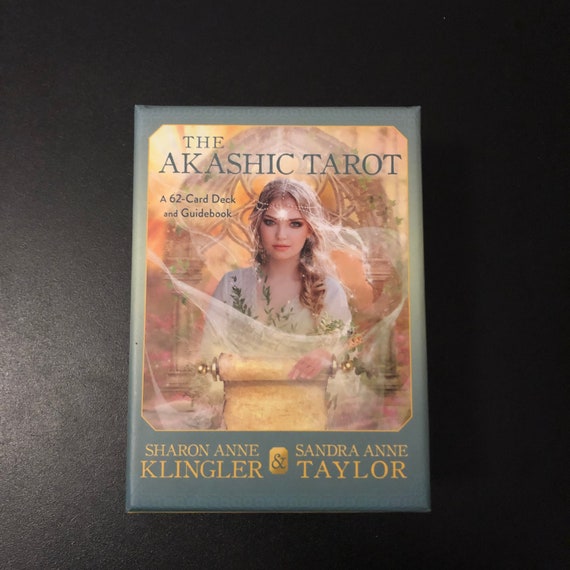 THE
AKASHIC TAROT
A 62-Card Deck
and Guidebook
SHARON ANNE
KLINGLER
&
SANDRA ANNE
TAYLOR